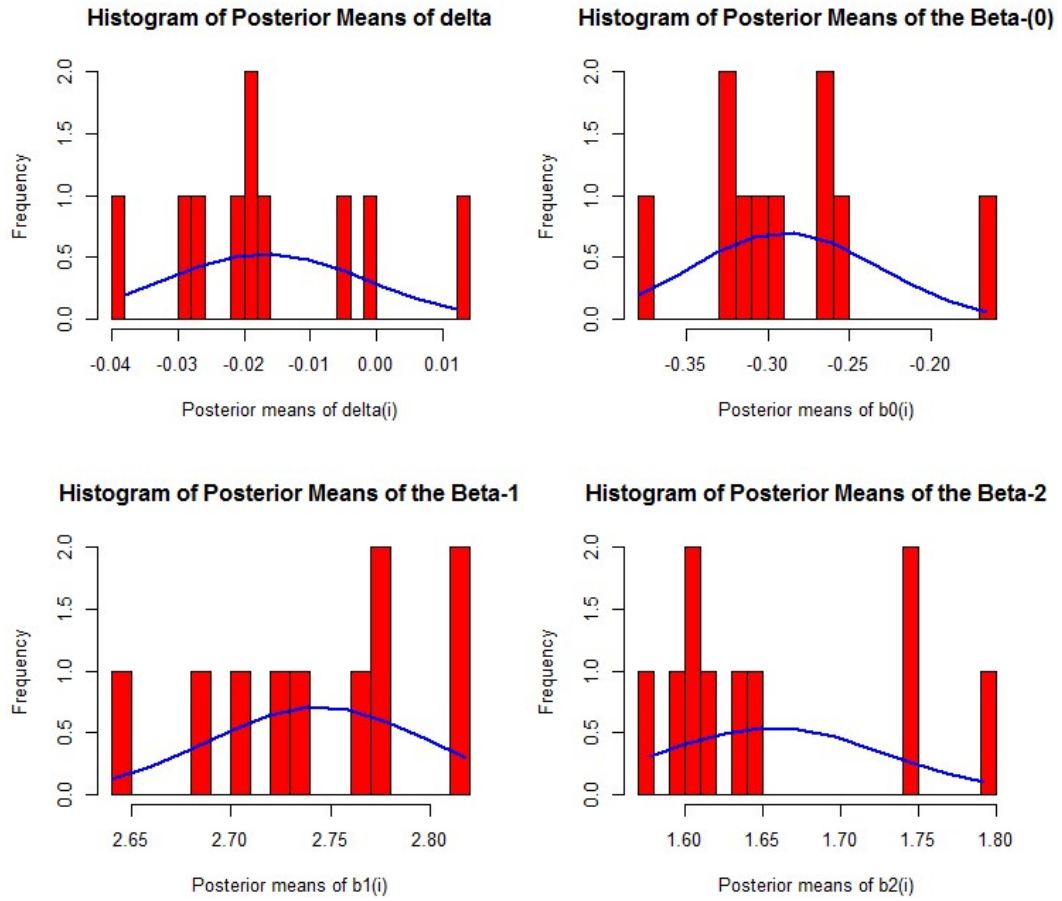 Histogram of Posterior Means of delta
Frequency
0.0 0.5 1.0 1.5 2.0
-0.04 -0.03 -0.02 -0.01 0.00 0.01
Posterior means of delta(i)
Histogram of Posterior Means of the Beta-(0)
Frequency
0.0 0.5 1.0 1.5 2.0
-0.35 -0.30 -0.25 -0.20
Posterior means of b0(i)
Histogram of Posterior Means of the Beta-1
Frequency
0.0 0.5 1.0 1.5 2.0
2.65 2.70 2.75 2.80
Posterior means of b1(i)
Histogram of Posterior Means of the Beta-2
Frequency
0.0 0.5 1.0 1.5 2.0
1.60 1.65 1.70 1.75 1.80
Posterior means of b2(i)